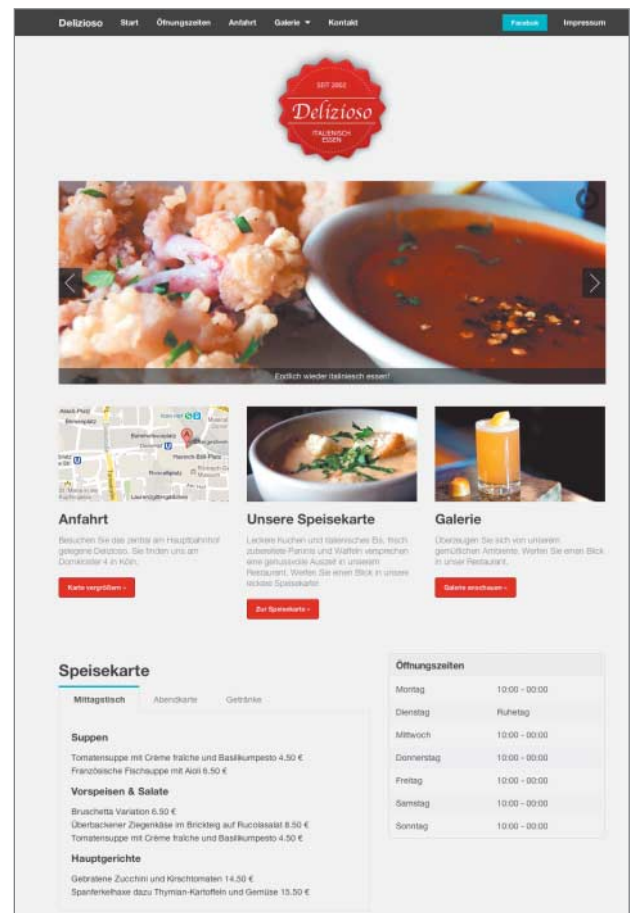 Delizioso Start Öffnungszeiten Anfahrt Galerie Kontakt Facebook Impressum
SEIT 2002
Delizioso
ITALIENISCH
ESSEN
Endlich wieder italiniesch essen!
Bahnhofsvorplatz
A
Roncalliplatz
Anfahrt
Besuchen Sie das zentral am Hauptbahnhof
gelegene Delizioso. Sie finden uns am
Domkloster 4 in Köln.
Karte vergrößern »
Unsere Speisekarte
Leckere Kuchen und italienisches Eis, frisch
zubereitete Paninis und Waffeln versprechen
eine genussvolle Auszeit in unserem
Restaurant. Werfen Sie einen Blick in unsere
leckere Speisekarte!
Zur Speisekarte »
Galerie
Überzeugen Sie sich von unserem
gemütlichen Ambiente. Werfen Sie einen Blick
in unser Restaurant.
Galerie anschauen »
Speisekarte
Mittagstisch Abendkarte Getränke
Suppen
Tomatensuppe mit Crème fraîche und Basilikumpesto 4.50 €
Französische Fischsuppe mit Aioli 6.50 €
Vorspeisen & Salate
Bruschetta Variation 6.50 €
Überbackener Ziegenkäse im Brickteig auf Rucolasalat 8.50 €
Tomatensuppe mit Crème fraîche und Basilikumpesto 4.50 €
Hauptgerichte
Gebratene Zucchini und Kirschtomaten 14.50 €
Spanferkelhaxe dazu Thymian-Kartoffeln und Gemüse 15.50 €
Öffnungszeiten
Montag 10:00 - 00:00
Dienstag Ruhetag
Mittwoch 10:00 - 00:00
Donnerstag 10:00 - 00:00
Freitag 10:00 - 00:00
Samstag 10:00 - 00:00
Sonntag 10:00 - 00:00